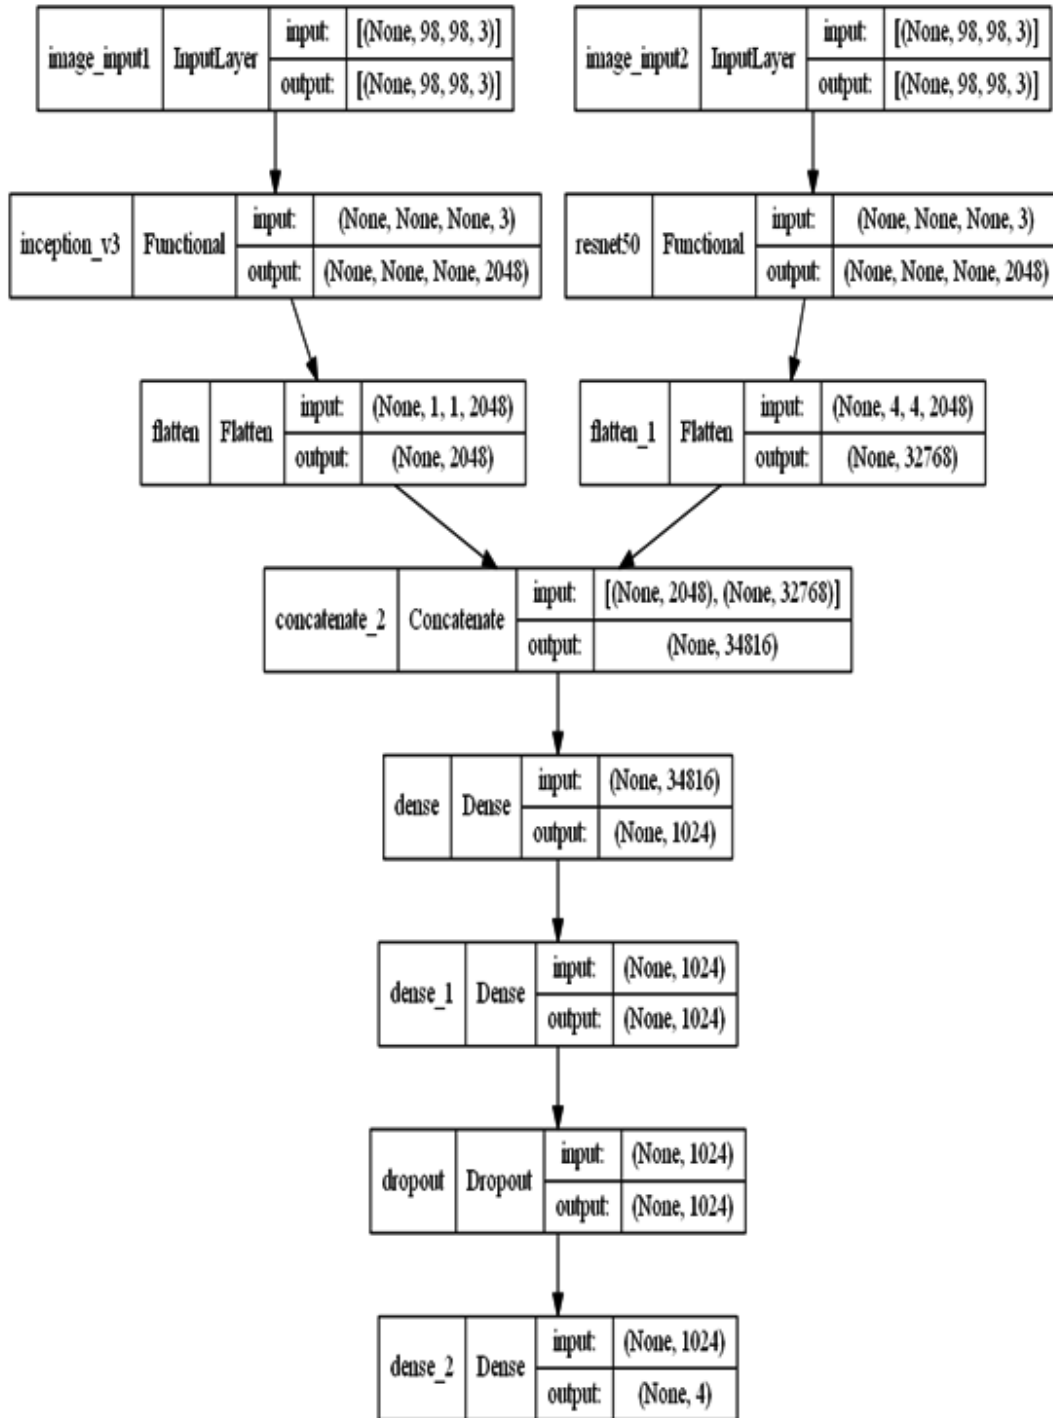 image_input1 InputLayer input: [(None, 98, 98, 3)]
output: [(None, 98, 98, 3)]
image_input2 InputLayer input: [(None, 98, 98, 3)]
output: [(None, 98, 98, 3)]
inception_v3 Functional input: (None, None, None, 3)
output: (None, None, None, 2048)
resnet50 Functional input: (None, None, None, 3)
output: (None, None, None, 2048)
flatten Flatten input: (None, 1, 1, 2048)
output: (None, 2048)
flatten_1 Flatten input: (None, 4, 4, 2048)
output: (None, 32768)
concatenate_2 Concatenate input: [(None, 2048), (None, 32768)]
output: (None, 34816)
dense Dense input: (None, 34816)
output: (None, 1024)
dense_1 Dense input: (None, 1024)
output: (None, 1024)
dropout Dropout input: (None, 1024)
output: (None, 1024)
dense_2 Dense input: (None, 1024)
output: (None, 4)